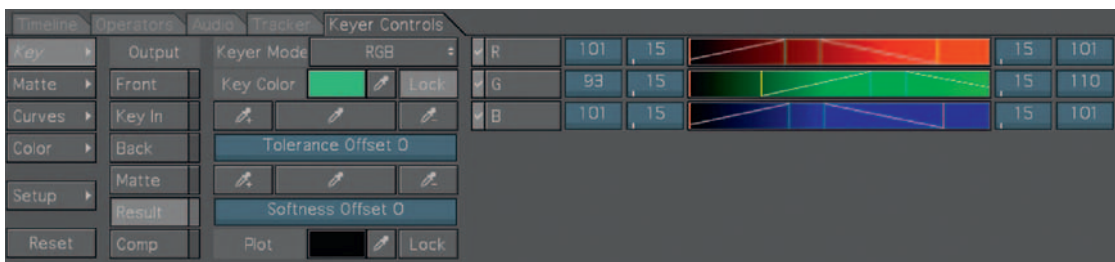 Timeline Operators Audio Tracker Keyer Controls
Key Output Keyer Mode RGB R 101 15 15 101
Matte Front Key Color Lock G 93 15 15 110
Curves Key In B 101 15 15 101
Color Back Tolerance Offset 0
Matte
Setup
Result Softness Offset 0
Reset Comp Plot Lock